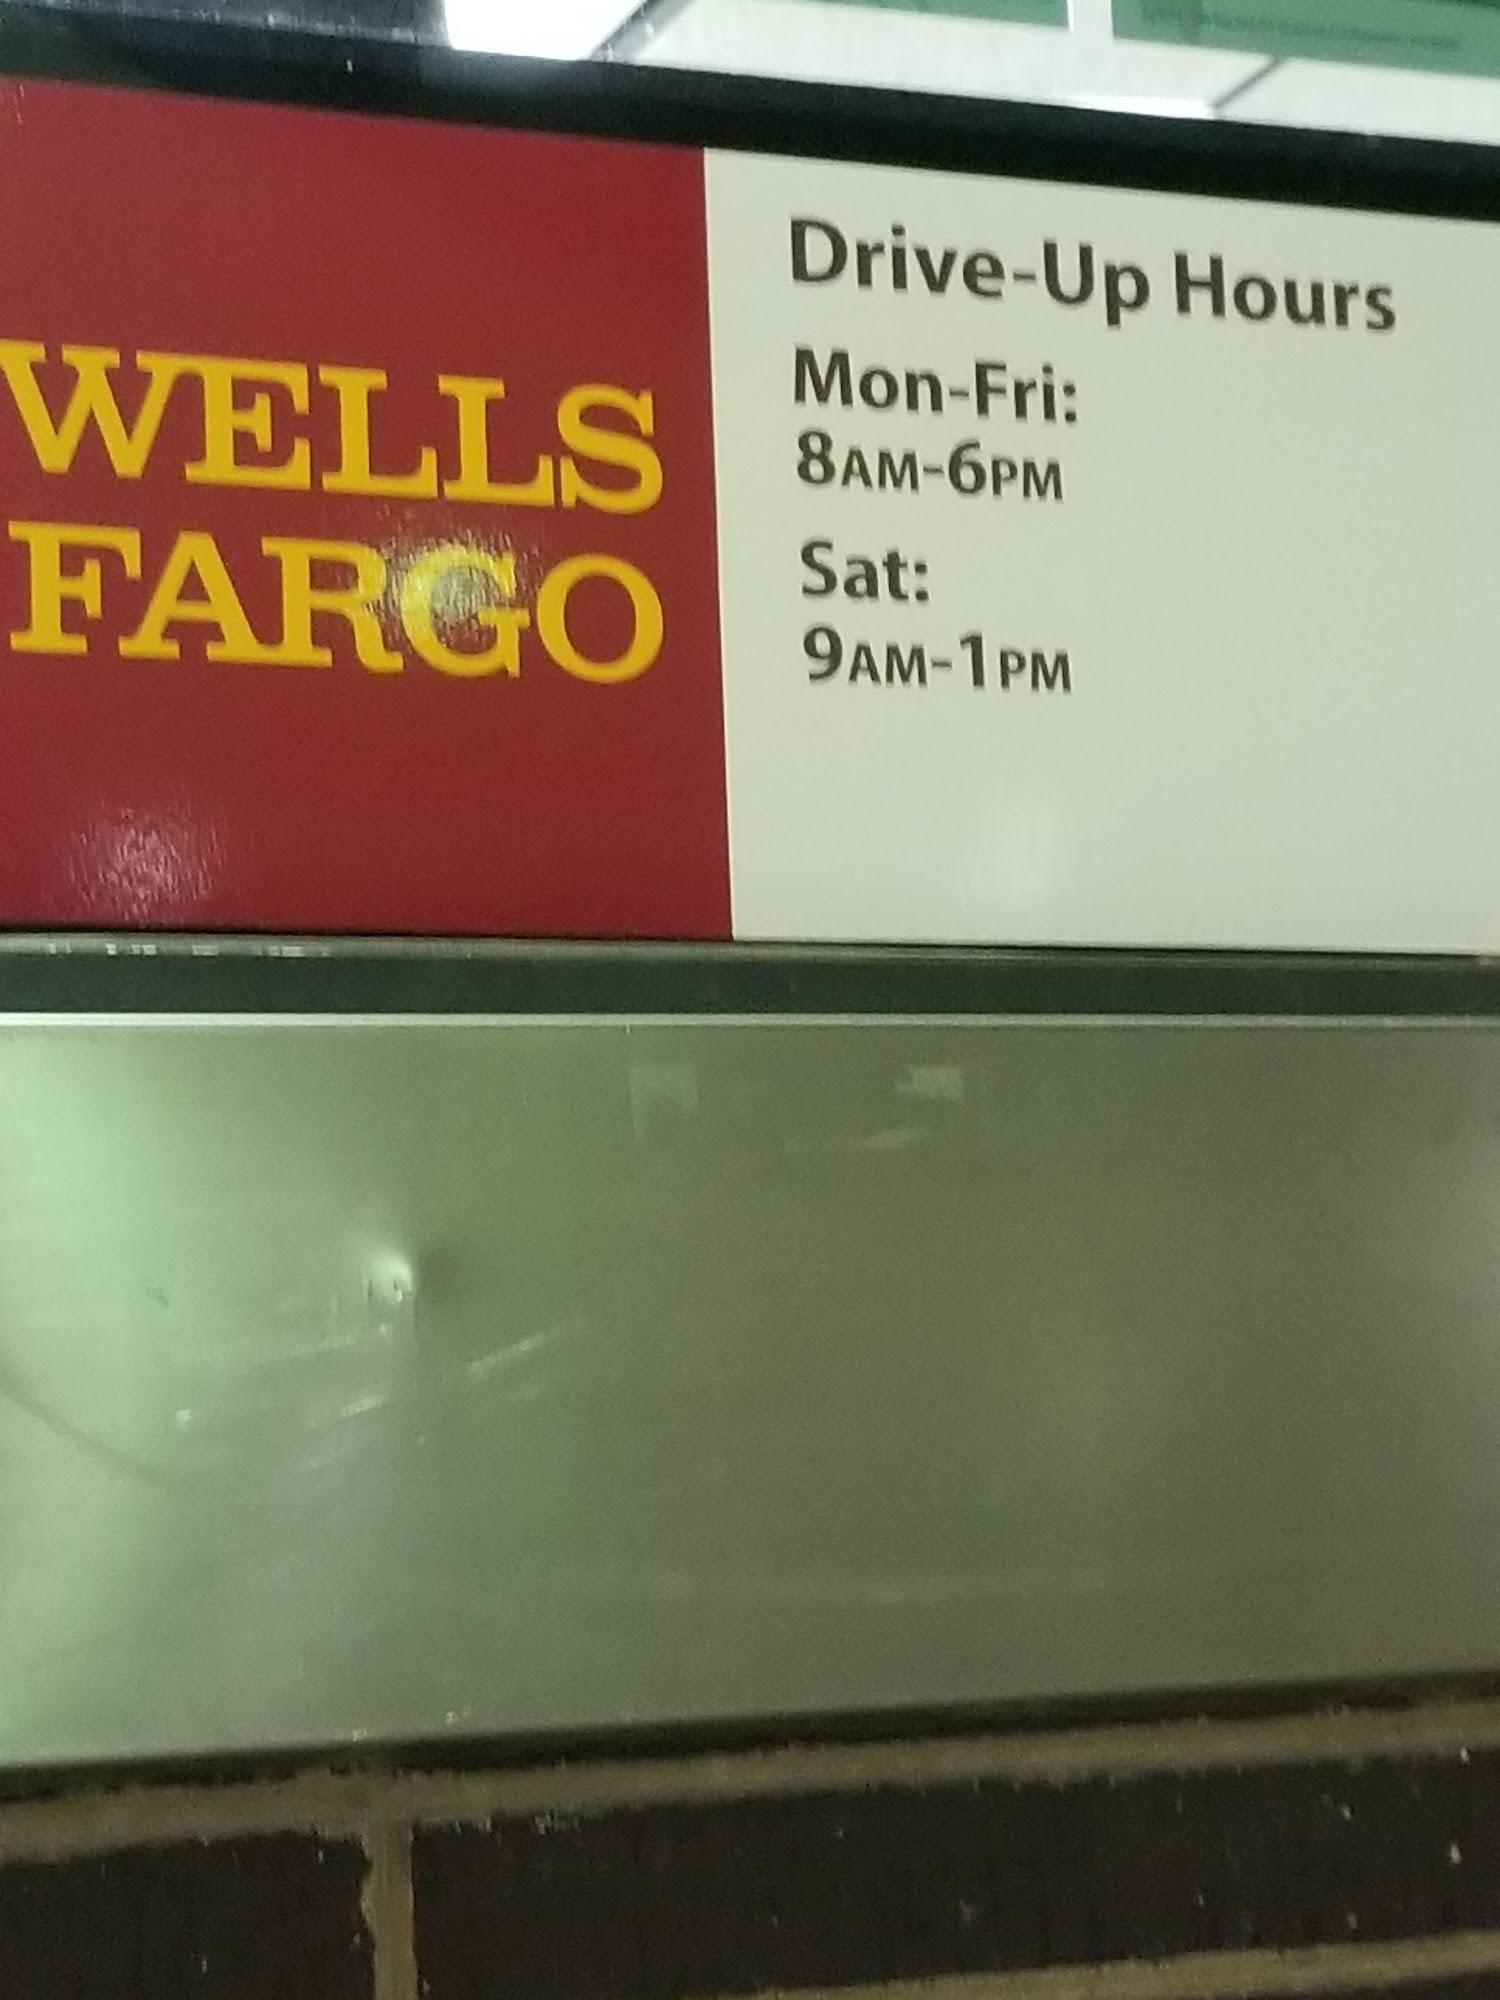 WELLS
FARGO
Drive-Up Hours
Mon-Fri:
8AM-6PM
Sat:
9AM-1PM